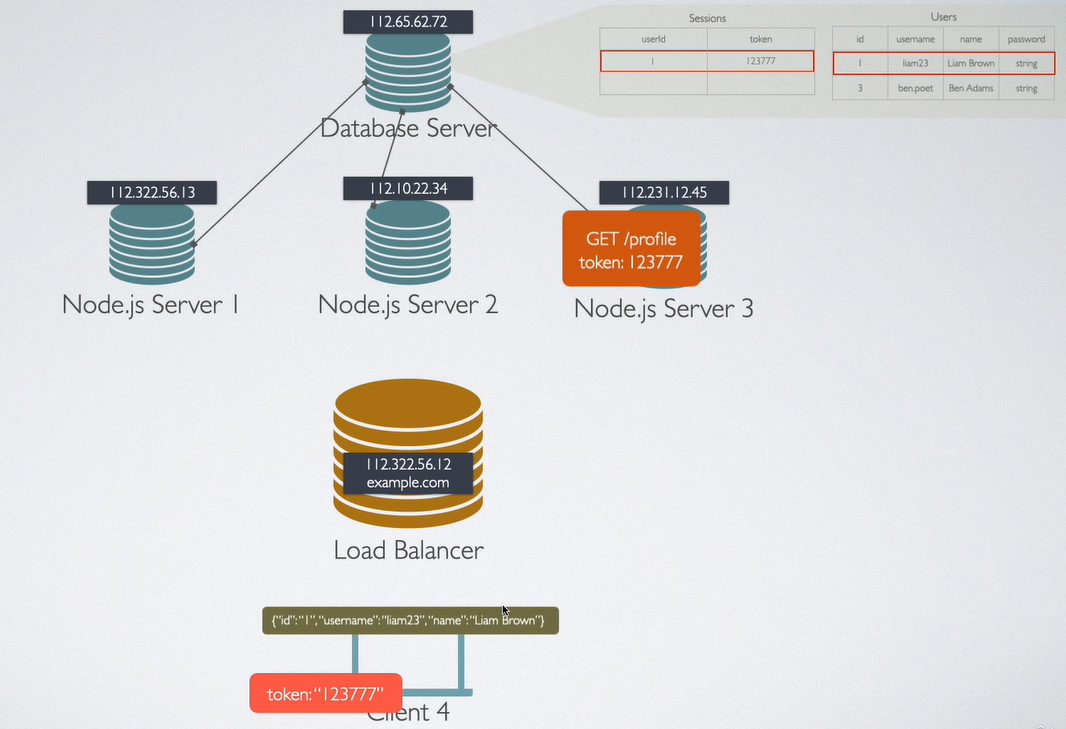 112.65.62.72
Database Server
Sessions
userId token
1 123777
Users
id username name password
1 liam23 Liam Brown string
3 ben.poet Ben Adams string
112.322.56.13
Node.js Server 1
112.10.22.34
Node.js Server 2
112.231.12.45
GET /profile
token: 123777
Node.js Server 3
112.322.56.12
example.com
Load Balancer
{“id”:“1”,“username”:“liam23”,“name”:“Liam Brown”}
token:“123777”
Client 4